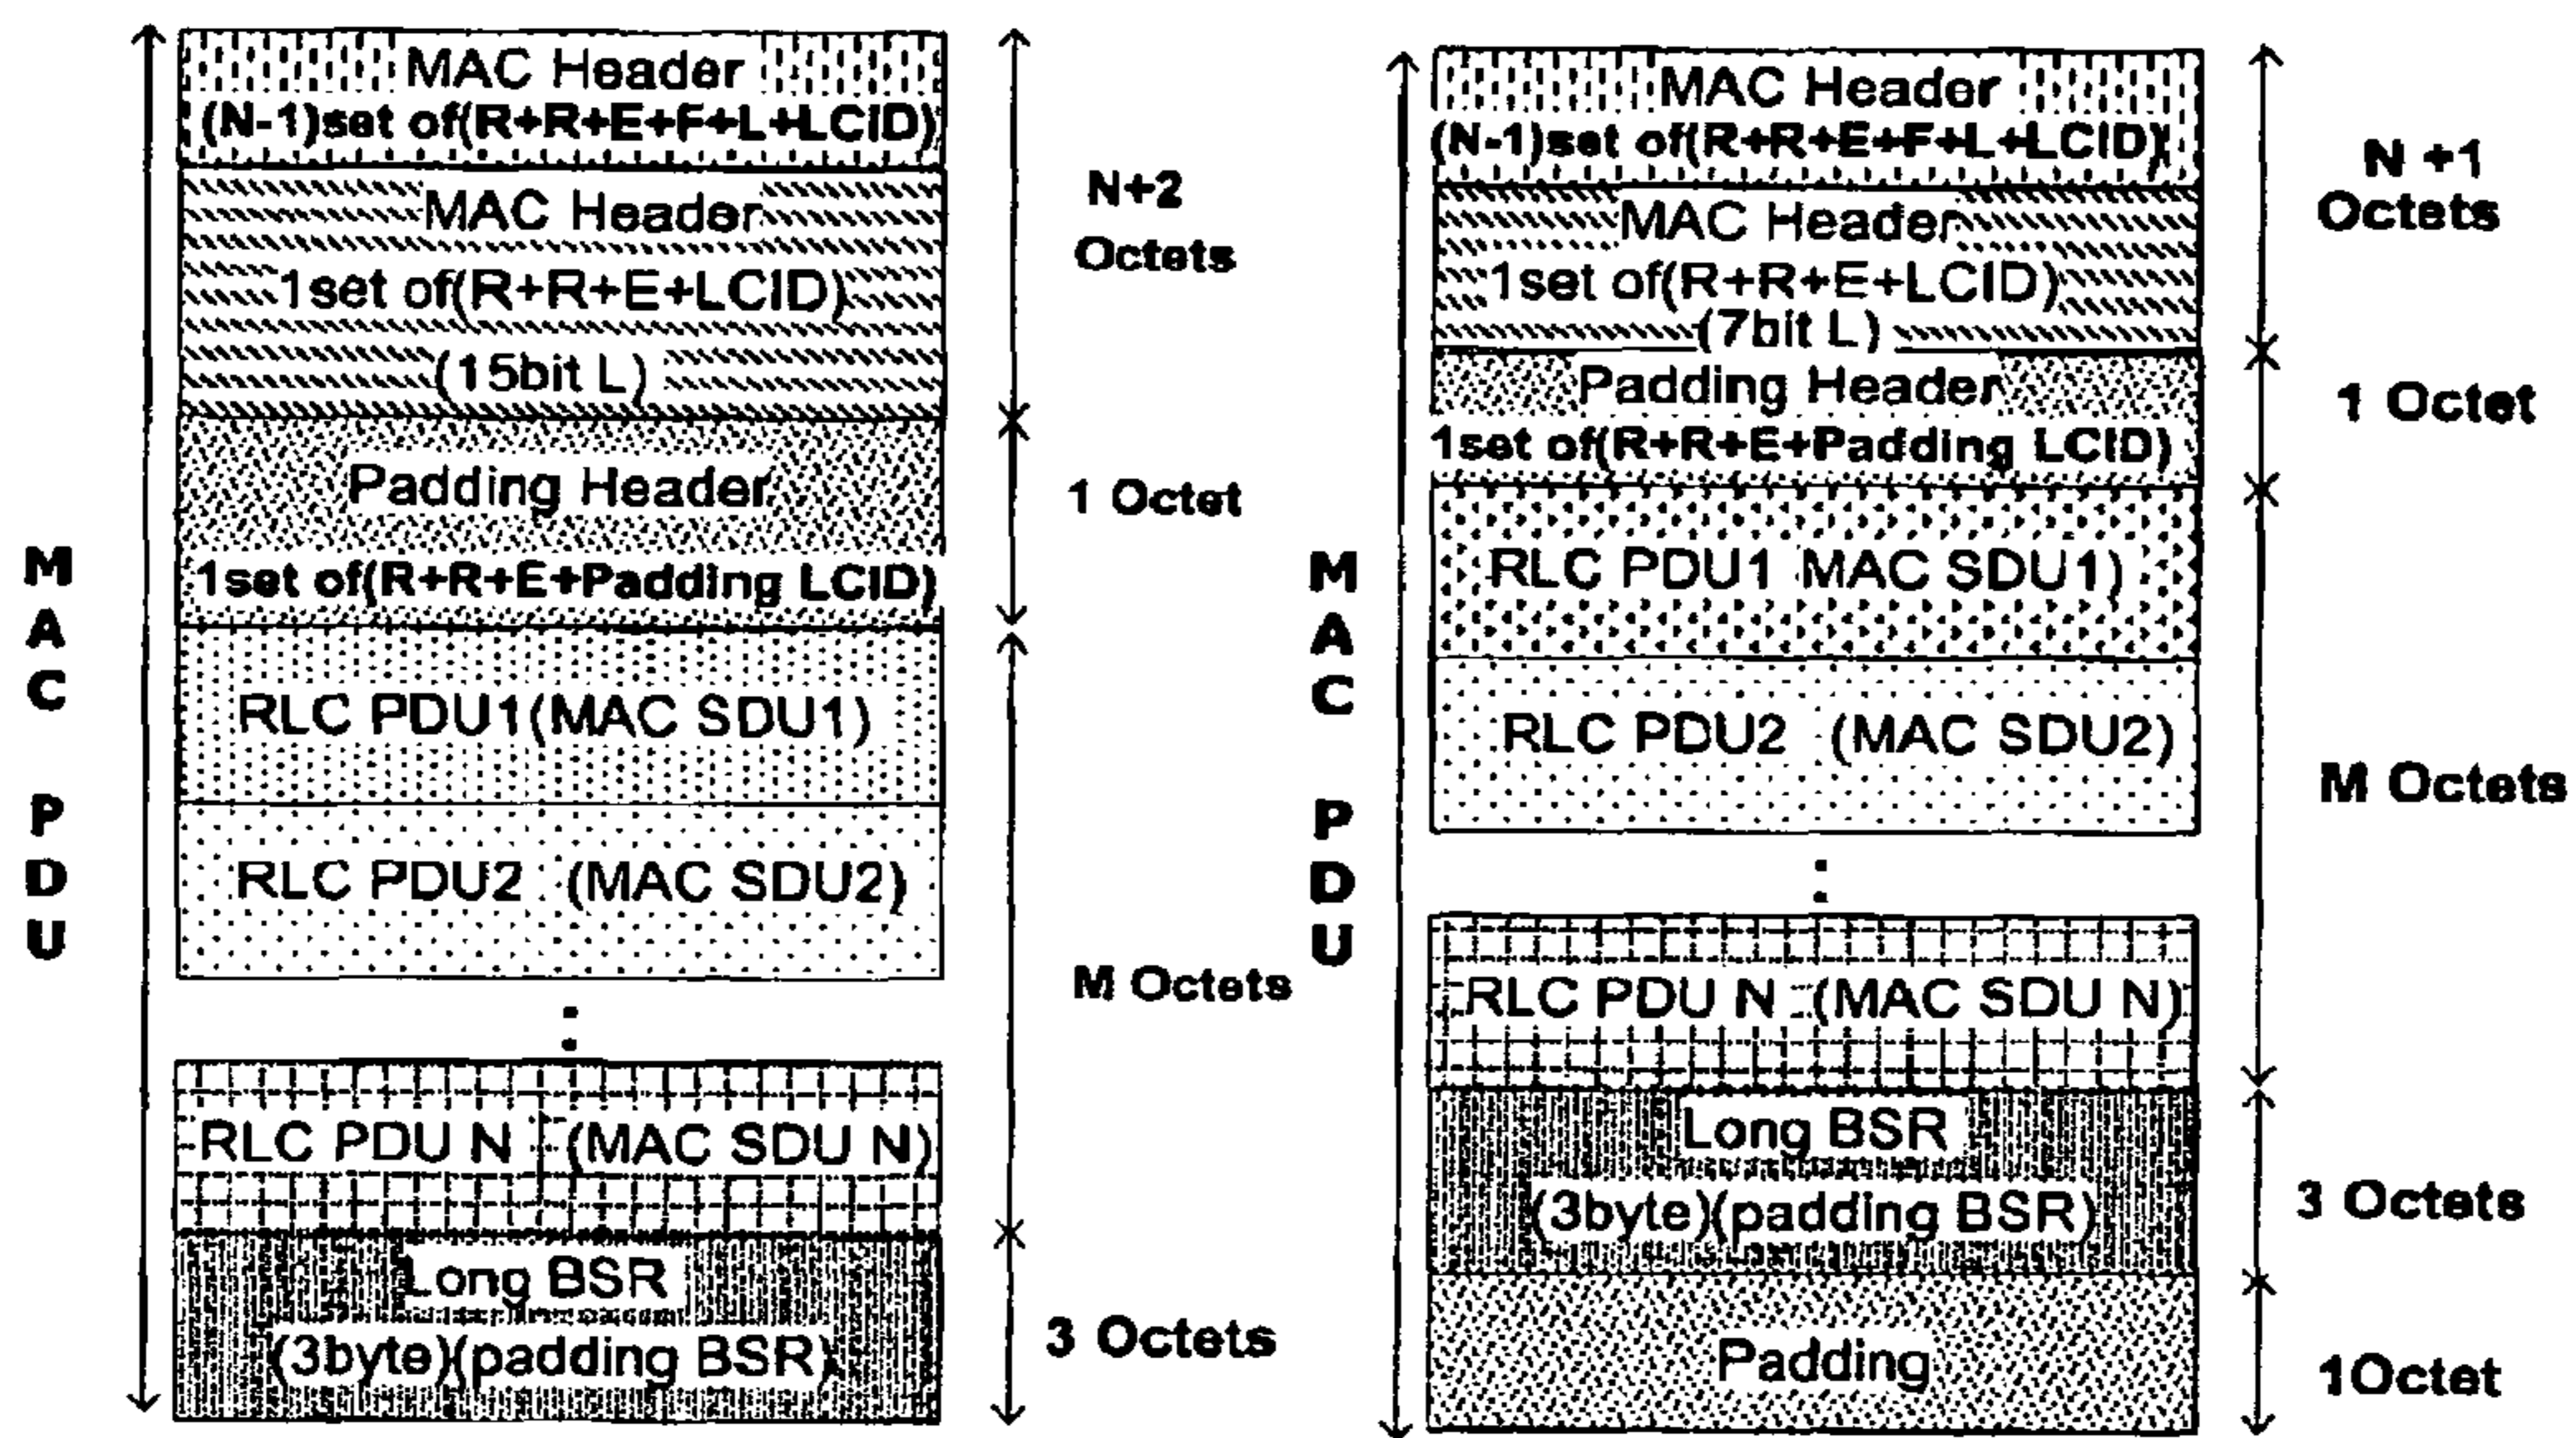 MAC Header
(N-1)set of(R+R+E+F+L+LCID)
MAC Header
1set of(R+R+E+LCID)
(15bit L)
Padding Header
1set of(R+R+E+Padding LCID)
RLC PDU1(MAC SDU1)
RLC PDU2 (MAC SDU2)
:
RLC PDU N (MAC SDU N)
Long BSR
(3byte)(padding BSR)
MAC PDU
N+2
Octets
1 Octet
M Octets
3 Octets
MAC Header
(N-1)set of(R+R+E+F+L+LCID)
MAC Header
1set of(R+R+E+LCID)
(7bit L)
Padding Header
1set of(R+R+E+Padding LCID)
RLC PDU1 MAC SDU1)
RLC PDU2 (MAC SDU2)
:
RLC PDU N (MAC SDU N)
Long BSR
(3byte)(padding BSR)
Padding
MAC PDU
N +1
Octets
1 Octet
M Octets
3 Octets
1Octet